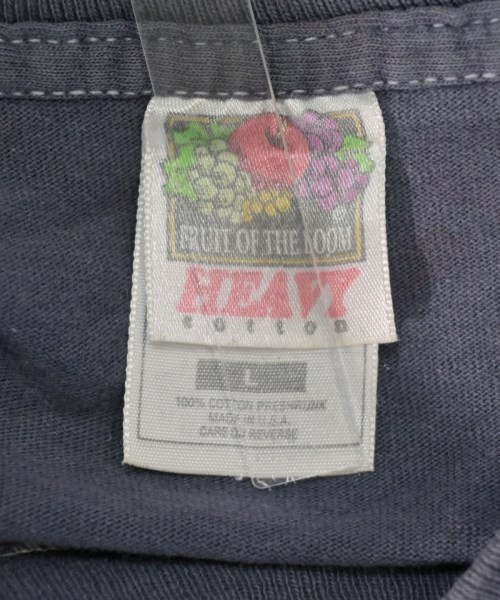 FRUIT OF THE LOOM
®
HEAVY
cotton
L
100% COTTON PRESHRUNK
MADE IN U.S.A.
CARE ON REVERSE